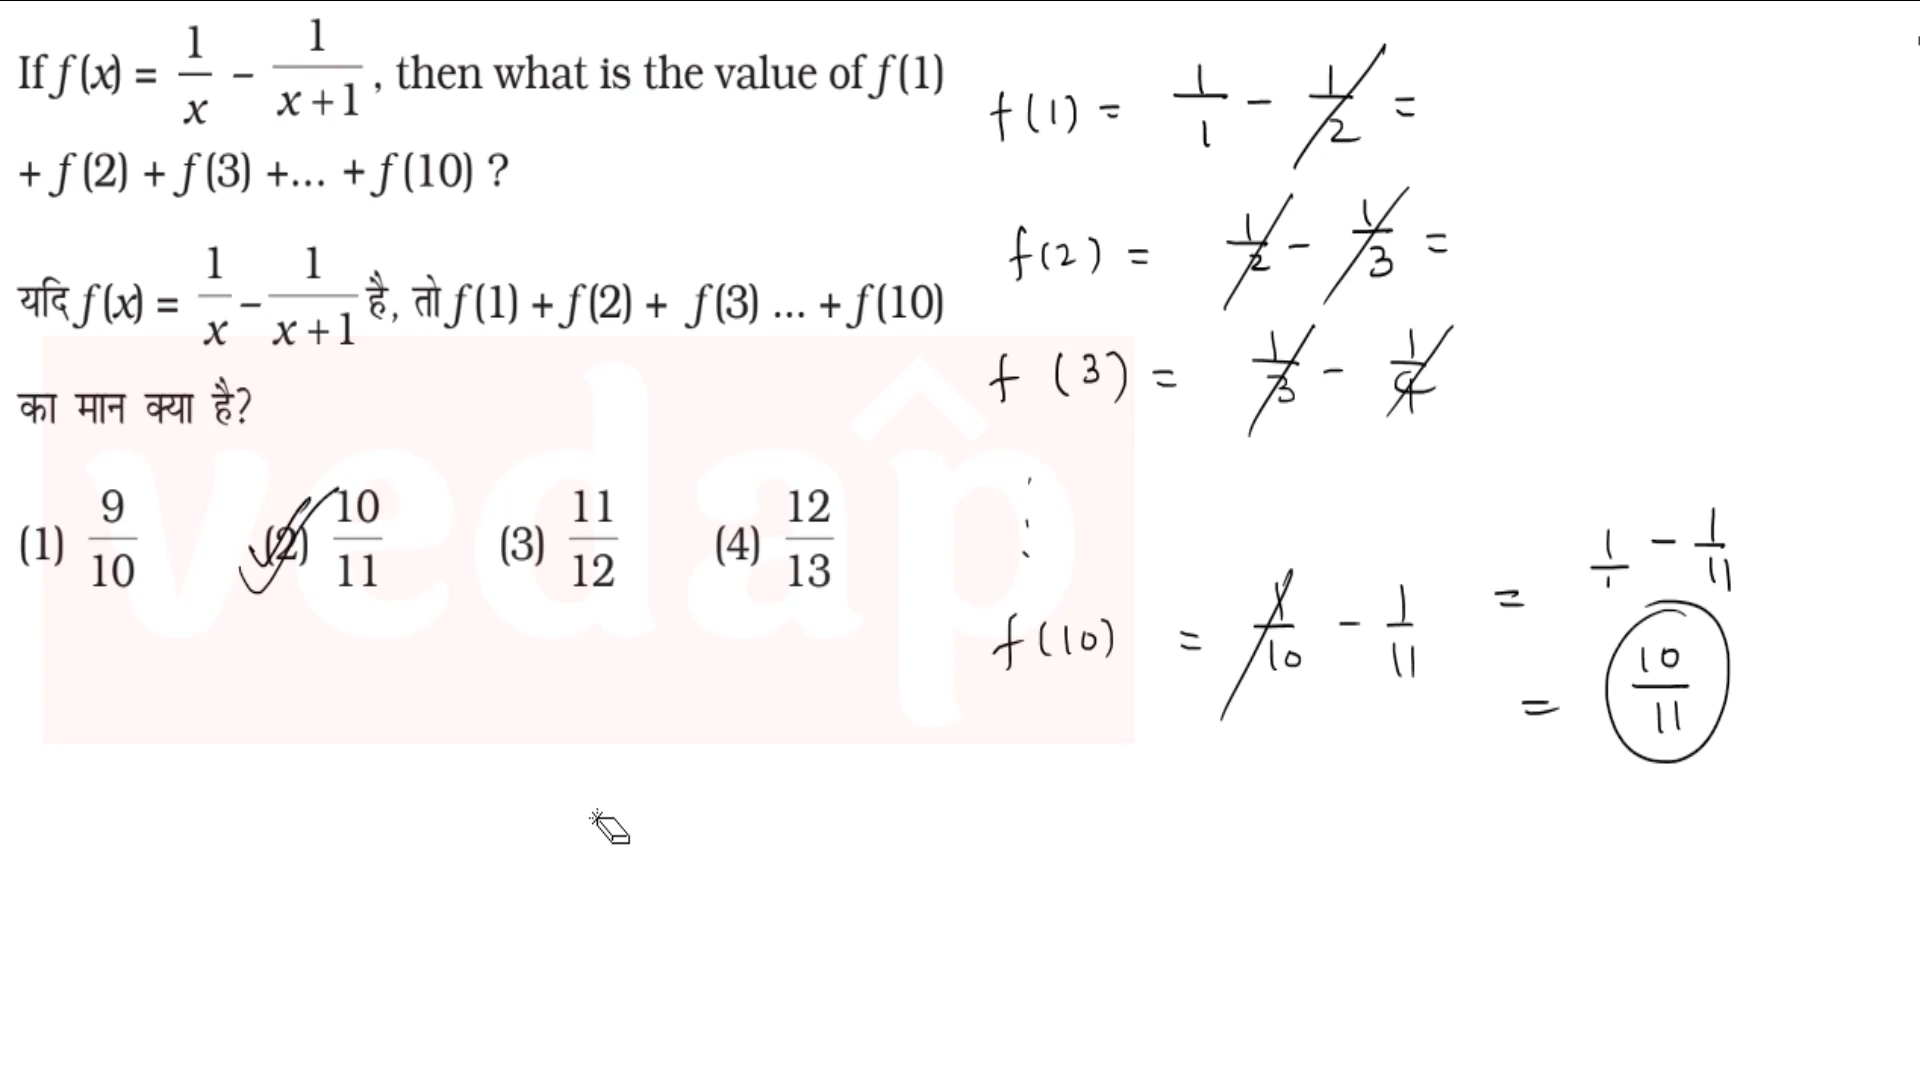 If f(x) = 1/x − 1/(x+1), then what is the value of f(1)
+ f(2) + f(3) +... + f(10) ?
यदि f(x) = 1/x − 1/(x+1) है, तो f(1) + f(2) + f(3) ... + f(10)
का मान क्या है?
(1) 9/10 (2) 10/11 (3) 11/12 (4) 12/13
vedap
f(1) = 1/1 − 1/2 =
f(2) = 1/2 − 1/3 =
f(3) = 1/3 − 1/4
⋮
f(10) = 1/10 − 1/11 = 1/1 − 1/11
= 10/11